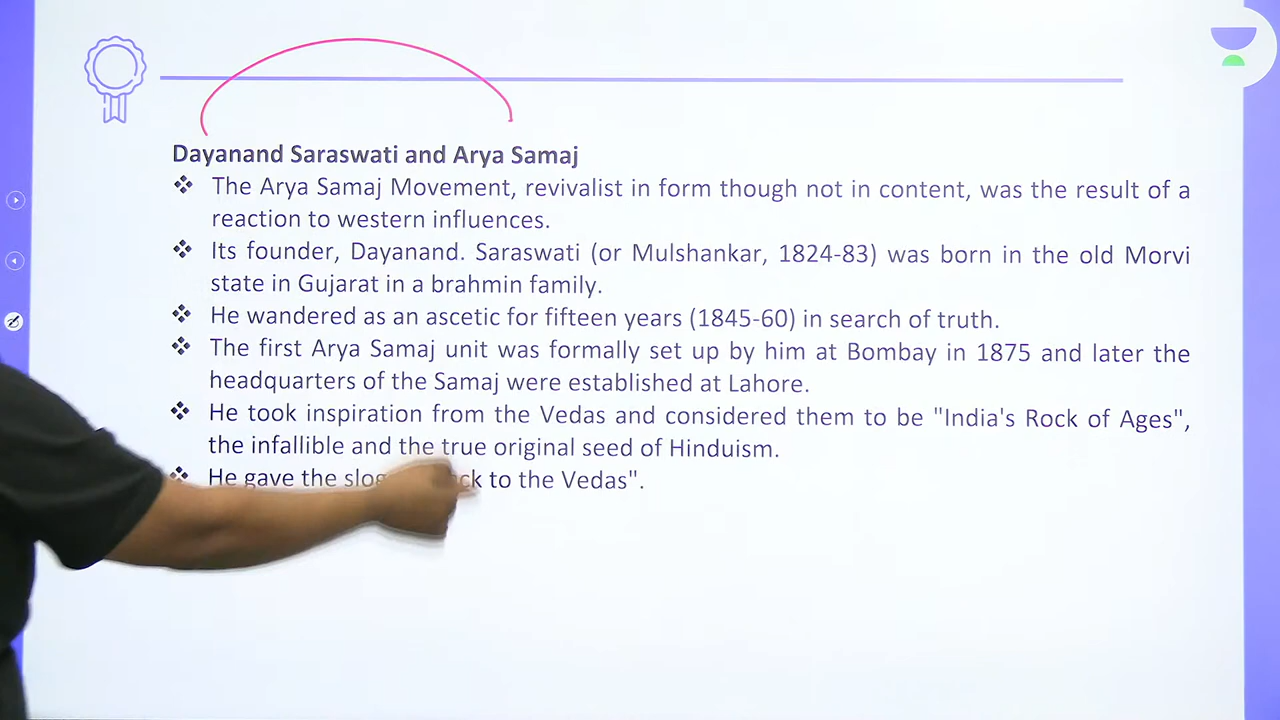 Dayanand Saraswati and Arya Samaj
❖ The Arya Samaj Movement, revivalist in form though not in content, was the result of a
reaction to western influences.
❖ Its founder, Dayanand. Saraswati (or Mulshankar, 1824-83) was born in the old Morvi
state in Gujarat in a brahmin family.
❖ He wandered as an ascetic for fifteen years (1845-60) in search of truth.
❖ The first Arya Samaj unit was formally set up by him at Bombay in 1875 and later the
headquarters of the Samaj were established at Lahore.
❖ He took inspiration from the Vedas and considered them to be "India's Rock of Ages",
the infallible and the true original seed of Hinduism.
❖ He gave the to the Vedas".